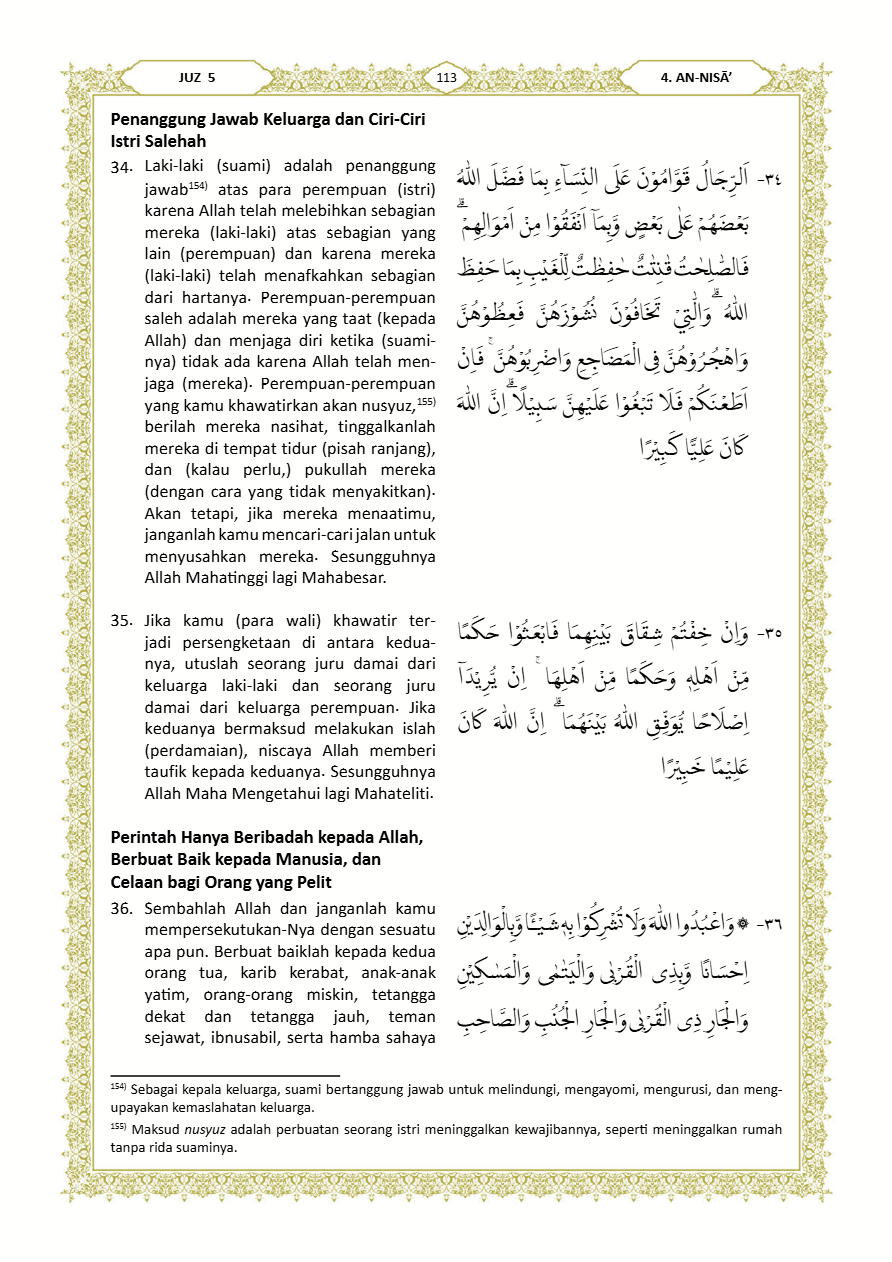 JUZ 5
113
4. AN-NISĀ’
Penanggung Jawab Keluarga dan Ciri-Ciri
Istri Salehah
34. Laki-laki (suami) adalah penanggung
jawab¹⁵⁴⁾ atas para perempuan (istri)
karena Allah telah melebihkan sebagian
mereka (laki-laki) atas sebagian yang
lain (perempuan) dan karena mereka
(laki-laki) telah menafkahkan sebagian
dari hartanya. Perempuan-perempuan
saleh adalah mereka yang taat (kepada
Allah) dan menjaga diri ketika (suami-
nya) tidak ada karena Allah telah men-
jaga (mereka). Perempuan-perempuan
yang kamu khawatirkan akan nusyuz,¹⁵⁵⁾
berilah mereka nasihat, tinggalkanlah
mereka di tempat tidur (pisah ranjang),
dan (kalau perlu,) pukullah mereka
(dengan cara yang tidak menyakitkan).
Akan tetapi, jika mereka menaatimu,
janganlah kamu mencari-cari jalan untuk
menyusahkan mereka. Sesungguhnya
Allah Mahatinggi lagi Mahabesar.
٣٤- اَلرِّجَالُ قَوَّامُوْنَ عَلَى النِّسَاۤءِ بِمَا فَضَّلَ اللّٰهُ
بَعْضَهُمْ عَلٰى بَعْضٍ وَّبِمَآ اَنْفَقُوْا مِنْ اَمْوَالِهِمْ ۗ
فَالصّٰلِحٰتُ قٰنِتٰتٌ حٰفِظٰتٌ لِّلْغَيْبِ بِمَا حَفِظَ
اللّٰهُ ۗ وَالّٰتِيْ تَخَافُوْنَ نُشُوْزَهُنَّ فَعِظُوْهُنَّ
وَاهْجُرُوْهُنَّ فِى الْمَضَاجِعِ وَاضْرِبُوْهُنَّ ۚ فَاِنْ
اَطَعْنَكُمْ فَلَا تَبْغُوْا عَلَيْهِنَّ سَبِيْلًا ۗ اِنَّ اللّٰهَ
كَانَ عَلِيًّا كَبِيْرًا
35. Jika kamu (para wali) khawatir ter-
jadi persengketaan di antara kedua-
nya, utuslah seorang juru damai dari
keluarga laki-laki dan seorang juru
damai dari keluarga perempuan. Jika
keduanya bermaksud melakukan islah
(perdamaian), niscaya Allah memberi
taufik kepada keduanya. Sesungguhnya
Allah Maha Mengetahui lagi Mahateliti.
٣٥- وَاِنْ خِفْتُمْ شِقَاقَ بَيْنِهِمَا فَابْعَثُوْا حَكَمًا
مِّنْ اَهْلِهٖ وَحَكَمًا مِّنْ اَهْلِهَا ۚ اِنْ يُّرِيْدَآ
اِصْلَاحًا يُّوَفِّقِ اللّٰهُ بَيْنَهُمَا ۗ اِنَّ اللّٰهَ كَانَ
عَلِيْمًا خَبِيْرًا
Perintah Hanya Beribadah kepada Allah,
Berbuat Baik kepada Manusia, dan
Celaan bagi Orang yang Pelit
36. Sembahlah Allah dan janganlah kamu
mempersekutukan-Nya dengan sesuatu
apa pun. Berbuat baiklah kepada kedua
orang tua, karib kerabat, anak-anak
yatim, orang-orang miskin, tetangga
dekat dan tetangga jauh, teman
sejawat, ibnusabil, serta hamba sahaya
٣٦- ۞ وَاعْبُدُوا اللّٰهَ وَلَا تُشْرِكُوْا بِهٖ شَيْـًٔا وَّبِالْوَالِدَيْنِ
اِحْسَانًا وَّبِذِى الْقُرْبٰى وَالْيَتٰمٰى وَالْمَسٰكِيْنِ
وَالْجَارِ ذِى الْقُرْبٰى وَالْجَارِ الْجُنُبِ وَالصَّاحِبِ
¹⁵⁴⁾ Sebagai kepala keluarga, suami bertanggung jawab untuk melindungi, mengayomi, mengurusi, dan meng-
upayakan kemaslahatan keluarga.
¹⁵⁵⁾ Maksud nusyuz adalah perbuatan seorang istri meninggalkan kewajibannya, seperti meninggalkan rumah
tanpa rida suaminya.